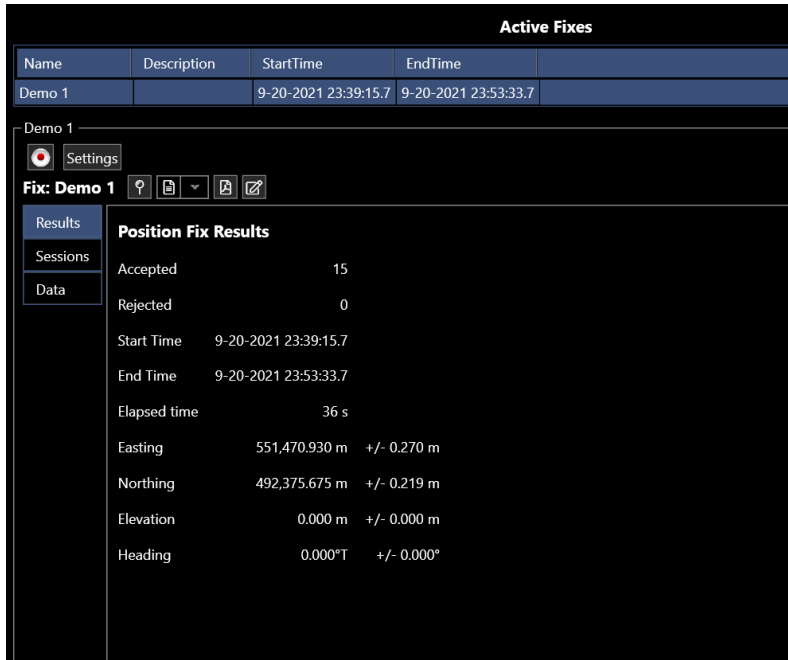 Active Fixes
Name Description StartTime EndTime
Demo 1 9-20-2021 23:39:15.7 9-20-2021 23:53:33.7
Demo 1
Settings
Fix: Demo 1
Results
Sessions
Data
Position Fix Results
Accepted 15
Rejected 0
Start Time 9-20-2021 23:39:15.7
End Time 9-20-2021 23:53:33.7
Elapsed time 36 s
Easting 551,470.930 m +/- 0.270 m
Northing 492,375.675 m +/- 0.219 m
Elevation 0.000 m +/- 0.000 m
Heading 0.000°T +/- 0.000°